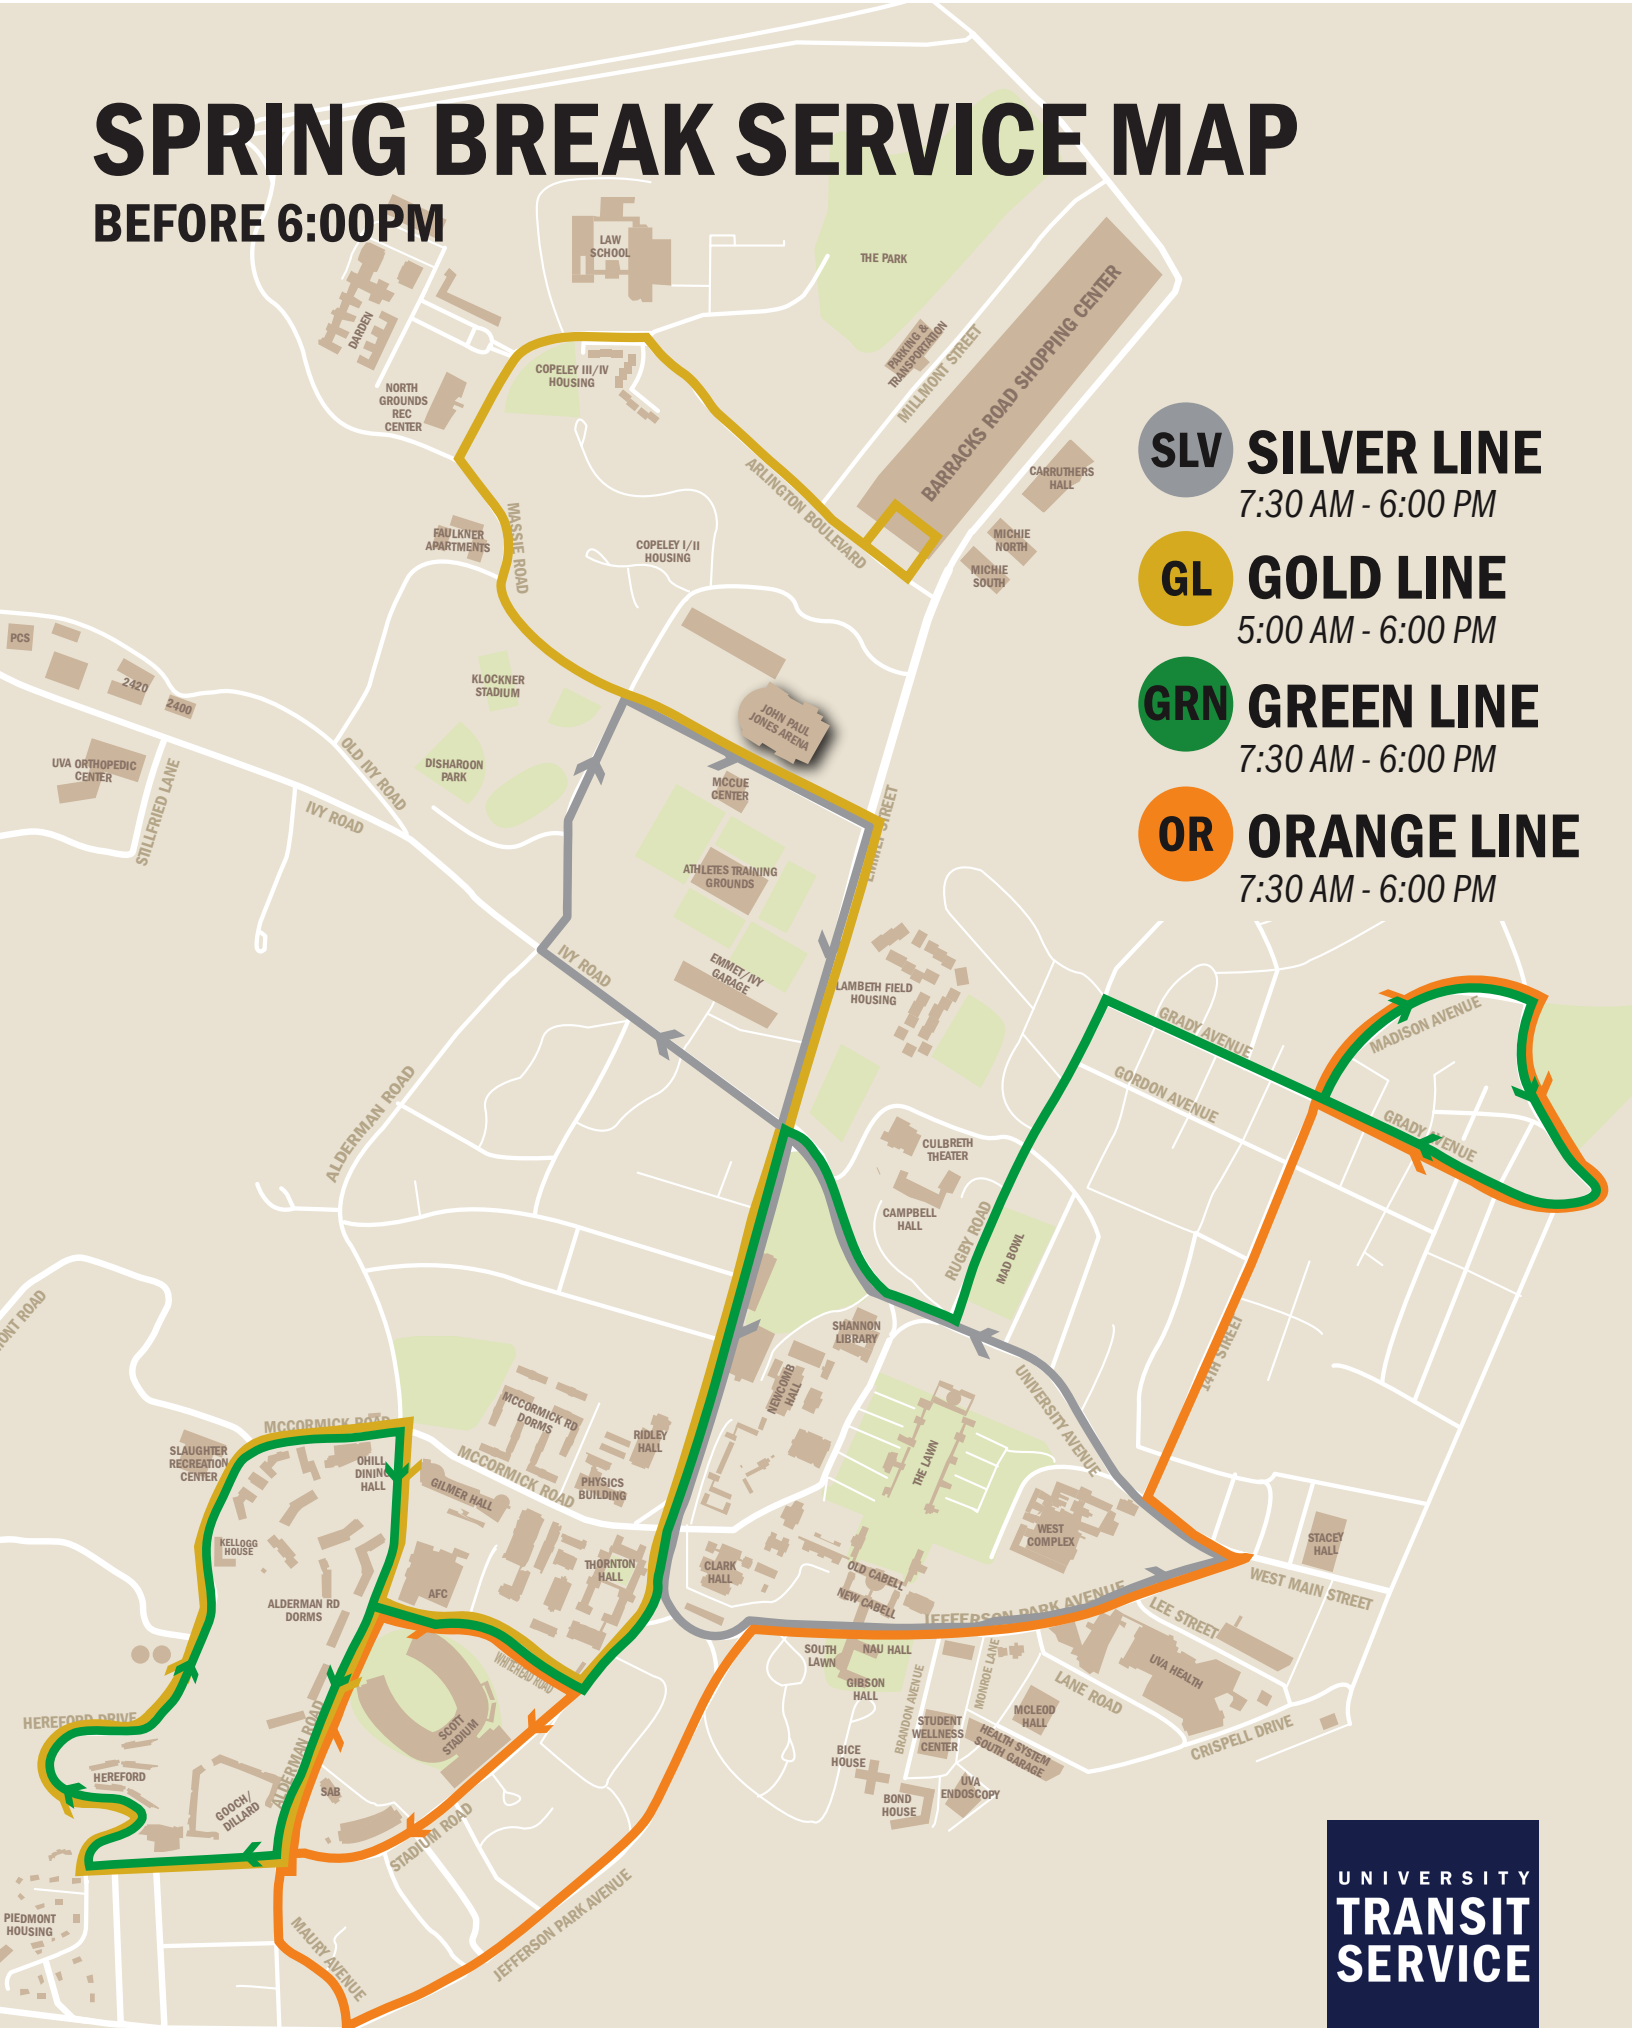 SPRING BREAK SERVICE MAP
BEFORE 6:00PM
LAW
SCHOOL
THE PARK
DARDEN
PARKING &
TRANSPORTATION
MILLMONT STREET
BARRACKS ROAD SHOPPING CENTER
COPELEY III/IV
HOUSING
NORTH
GROUNDS
REC
CENTER
SLV SILVER LINE
7:30 AM - 6:00 PM
GL GOLD LINE
5:00 AM - 6:00 PM
GRN GREEN LINE
7:30 AM - 6:00 PM
OR ORANGE LINE
7:30 AM - 6:00 PM
ARLINGTON BOULEVARD
CARRUTHERS
HALL
MICHIE
NORTH
MICHIE
SOUTH
MASSIE ROAD
FAULKNER
APARTMENTS
COPELEY I/II
HOUSING
PCS
2420
2400
KLOCKNER
STADIUM
JOHN PAUL
JONES ARENA
UVA ORTHOPEDIC
CENTER
STILLFRIED LANE
OLD IVY ROAD
IVY ROAD
DISHAROON
PARK
MCCUE
CENTER
STREET
ATHLETES TRAINING
GROUNDS
IVY ROAD
EMMET/IVY
GARAGE
LAMBETH FIELD
HOUSING
GRADY AVENUE
GORDON AVENUE
MADISON AVENUE
GRADY AVENUE
ALDERMAN ROAD
CULBRETH
THEATER
CAMPBELL
HALL
RUGBY ROAD
MAD BOWL
SHANNON
LIBRARY
NEWCOMB
HALL
14TH STREET
UNIVERSITY AVENUE
THE LAWN
MCCORMICK ROAD
MCCORMICK RD
DORMS
RIDLEY
HALL
SLAUGHTER
RECREATION
CENTER
OHILL
DINING
HALL
GILMER HALL
MCCORMICK ROAD
PHYSICS
BUILDING
KELLOGG
HOUSE
WEST
COMPLEX
STACEY
HALL
THORNTON
HALL
CLARK
HALL
OLD CABELL
NEW CABELL
AFC
ALDERMAN RD
DORMS
JEFFERSON PARK AVENUE
WEST MAIN STREET
LEE STREET
WHITEHEAD ROAD
SOUTH
LAWN
NAU HALL
GIBSON
HALL
MONROE LANE
LANE ROAD
UVA HEALTH
HEREFORD DRIVE
SCOTT
STADIUM
BRANDON AVENUE
STUDENT
WELLNESS
CENTER
MCLEOD
HALL
HEALTH SYSTEM
SOUTH GARAGE
CRISPELL DRIVE
ALDERMAN ROAD
HEREFORD
GOOCH/
DILLARD
SAB
BICE
HOUSE
BOND
HOUSE
UVA
ENDOSCOPY
STADIUM ROAD
PIEDMONT
HOUSING
MAURY AVENUE
JEFFERSON PARK AVENUE
UNIVERSITY
TRANSIT
SERVICE